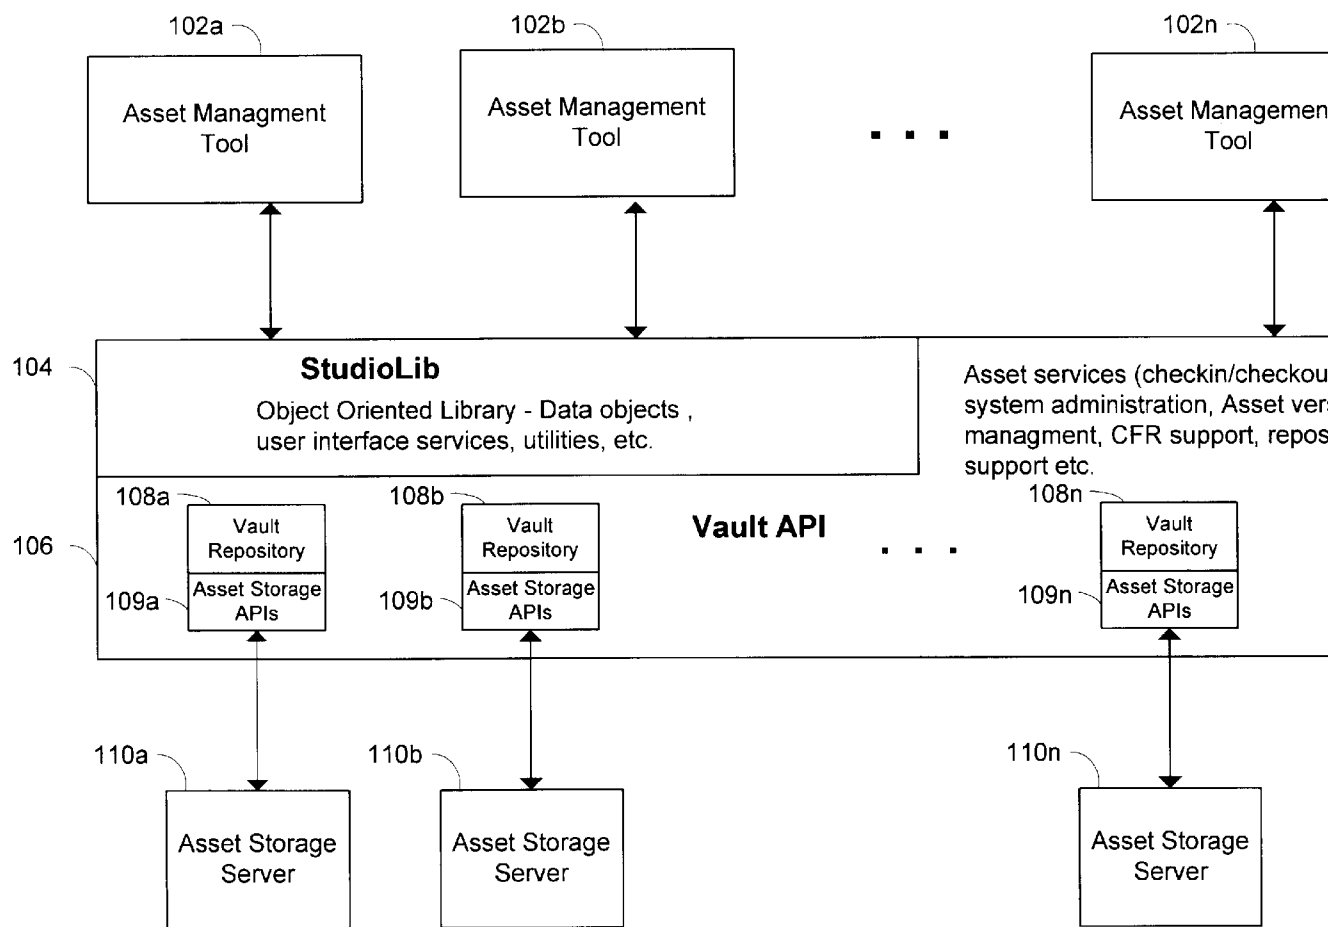 102a
102b
102n
Asset Managment
Tool
Asset Management
Tool
Asset Management
Tool
104
StudioLib
Object Oriented Library - Data objects ,
user interface services, utilities, etc.
Asset services (checkin/checkou
system administration, Asset ver
managment, CFR support, repos
support etc.
106
Vault API
108a
Vault
Repository
109a
Asset Storage
APIs
108b
Vault
Repository
109b
Asset Storage
APIs
108n
Vault
Repository
109n
Asset Storage
APIs
110a
Asset Storage
Server
110b
Asset Storage
Server
110n
Asset Storage
Server